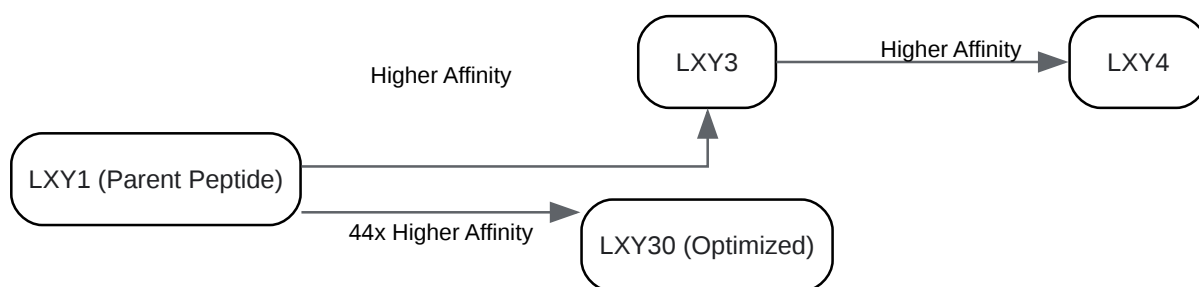 LXY3
Higher Affinity
LXY4
Higher Affinity
LXY1 (Parent Peptide)
44x Higher Affinity
LXY30 (Optimized)